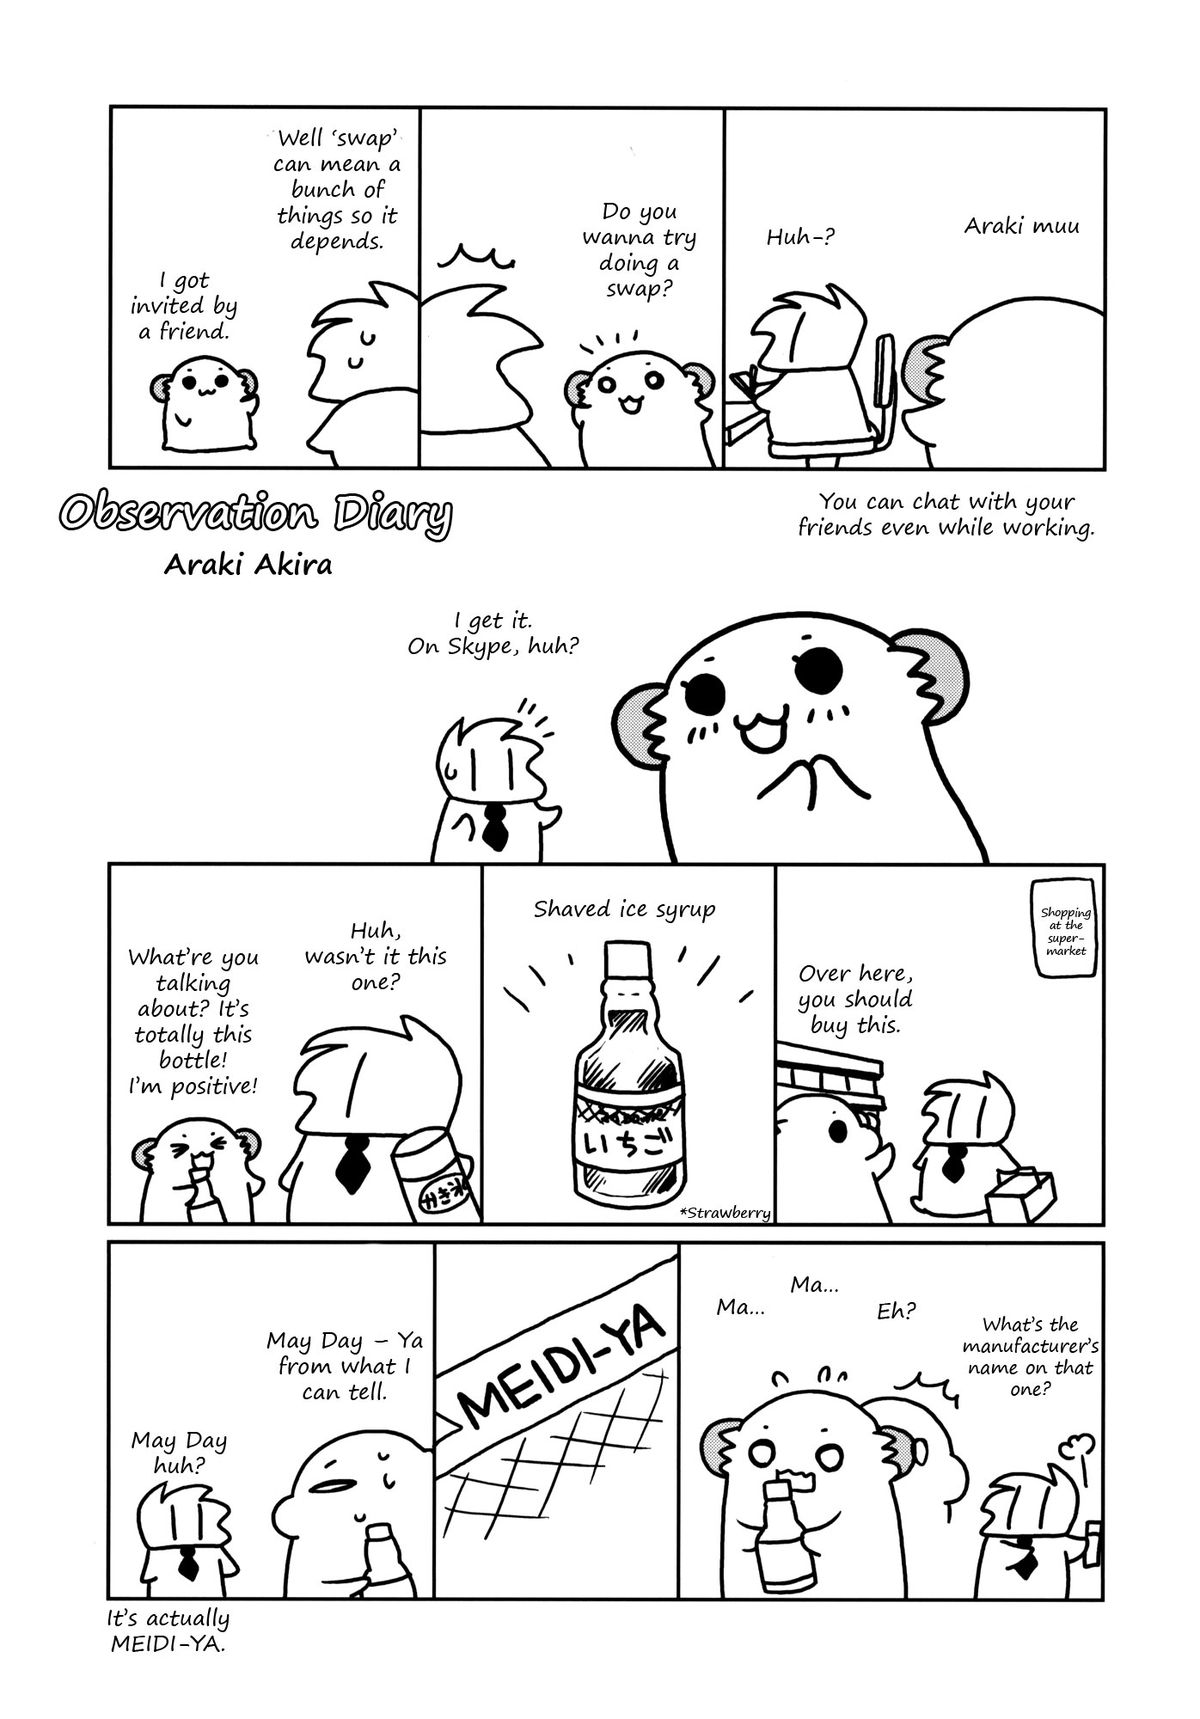 Araki muu
Huh-?
Do you
wanna try
doing a
swap?
Well ‘swap’
can mean a
bunch of
things so it
depends.
I got
invited by
a friend.
Observation Diary
Araki Akira
You can chat with your
friends even while working.
I get it.
On Skype, huh?
Shopping
at the
super-
market
Over here,
you should
buy this.
Shaved ice syrup
いちご
*Strawberry
Huh,
wasn't it this
one?
かき氷
What're you
talking
about? It's
totally this
bottle!
I'm positive!
What's the
manufacturer's
name on that
one?
Eh?
Ma...
Ma...
MEIDI-YA
May Day – Ya
from what I
can tell.
May Day
huh?
It's actually
MEIDI-YA.